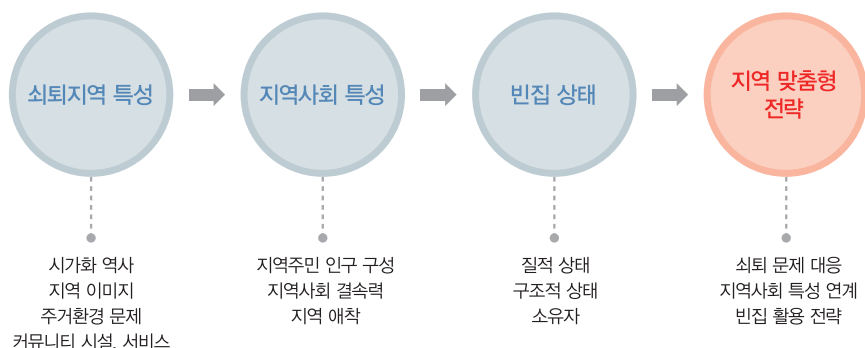 쇠퇴지역 특성
지역사회 특성
빈집 상태
지역 맞춤형
전략
시가화 역사
지역 이미지
주거환경 문제
커뮤니티 시설, 서비스
지역주민 인구 구성
지역사회 결속력
지역 애착
질적 상태
구조적 상태
소유자
쇠퇴 문제 대응
지역사회 특성 연계
빈집 활용 전략